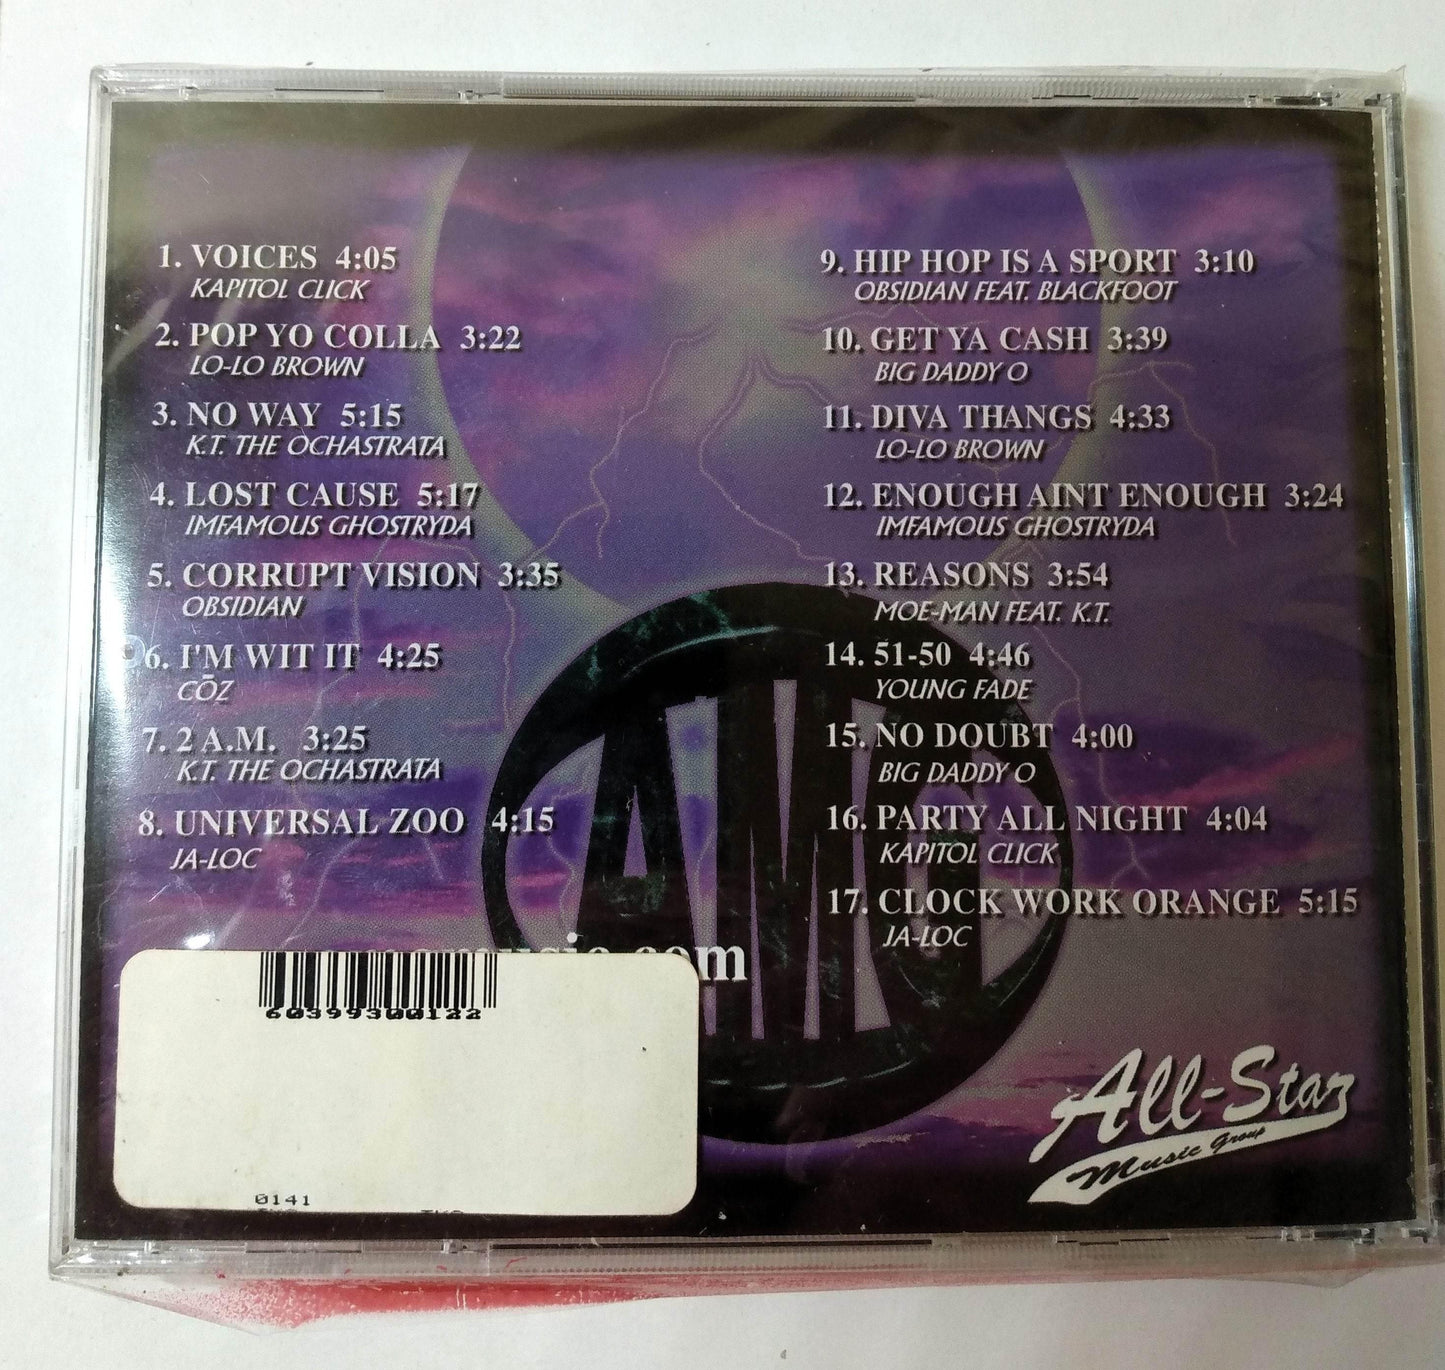 1. VOICES 4:05
KAPITOL CLICK
2. POP YO COLLA 3:22
LO-LO BROWN
3. NO WAY 5:15
K.T. THE OCHASTRATA
4. LOST CAUSE 5:17
IMFAMOUS GHOSTRYDA
5. CORRUPT VISION 3:35
OBSIDIAN
6. I'M WIT IT 4:25
CŌZ
7. 2 A.M. 3:25
K.T. THE OCHASTRATA
8. UNIVERSAL ZOO 4:15
JA-LOC
9. HIP HOP IS A SPORT 3:10
OBSIDIAN FEAT. BLACKFOOT
10. GET YA CASH 3:39
BIG DADDY O
11. DIVA THANGS 4:33
LO-LO BROWN
12. ENOUGH AINT ENOUGH 3:24
IMFAMOUS GHOSTRYDA
13. REASONS 3:54
MOE-MAN FEAT. K.T.
14. 51-50 4:46
YOUNG FADE
15. NO DOUBT 4:00
BIG DADDY O
16. PARTY ALL NIGHT 4:04
KAPITOL CLICK
17. CLOCK WORK ORANGE 5:15
JA-LOC
AMG
60399300122
0141
All-Star
Music Group